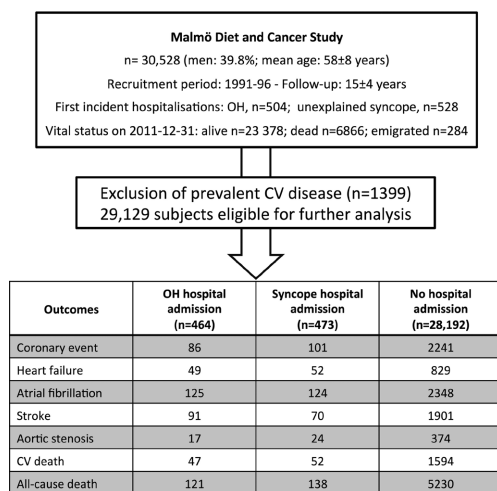 Malmö Diet and Cancer Study
n= 30,528 (men: 39.8%; mean age: 58±8 years)
Recruitment period: 1991-96 - Follow-up: 15±4 years
First incident hospitalisations: OH, n=504; unexplained syncope, n=528
Vital status on 2011-12-31: alive n=23 378; dead n=6866; emigrated n=284
Exclusion of prevalent CV disease (n=1399)
29,129 subjects eligible for further analysis
Outcomes OH hospital admission (n=464) Syncope hospital admission (n=473) No hospital admission (n=28,192)
Coronary event 86 101 2241
Heart failure 49 52 829
Atrial fibrillation 125 124 2348
Stroke 91 70 1901
Aortic stenosis 17 24 374
CV death 47 52 1594
All-cause death 121 138 5230